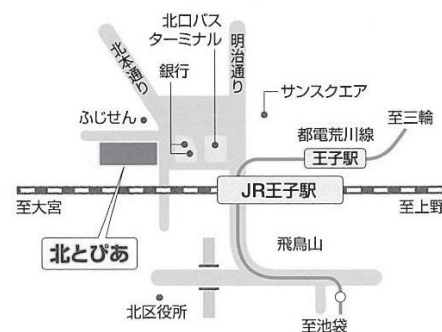 北本通り
北口バス
ターミナル
明治通り
銀行
サンスクエア
ふじせん
至三輪
都電荒川線
王子駅
JR王子駅
至大宮
至上野
北とぴあ
飛鳥山
北区役所
至池袋